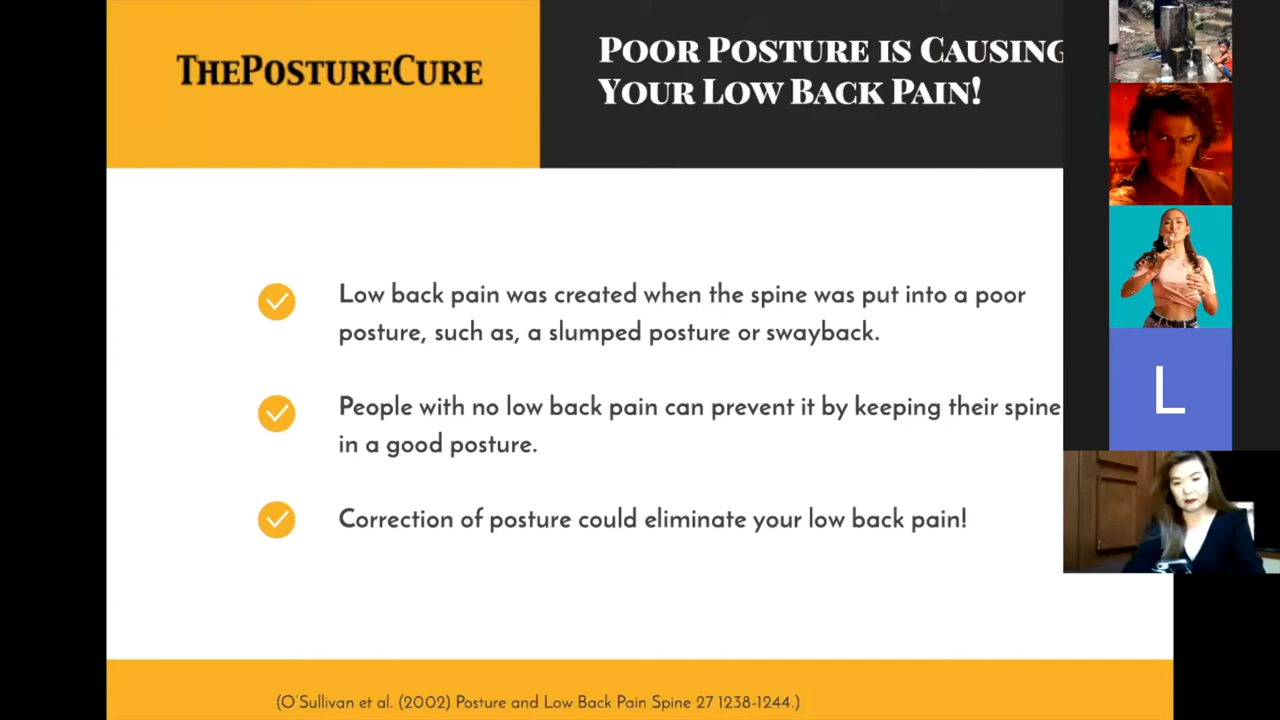 THEPOSTURECURE
POOR POSTURE IS CAUSING
YOUR LOW BACK PAIN!
Low back pain was created when the spine was put into a poor
posture, such as, a slumped posture or swayback.
People with no low back pain can prevent it by keeping their spine
in a good posture.
Correction of posture could eliminate your low back pain!
L
(O'Sullivan et al. (2002) Posture and Low Back Pain Spine 27 1238-1244.)